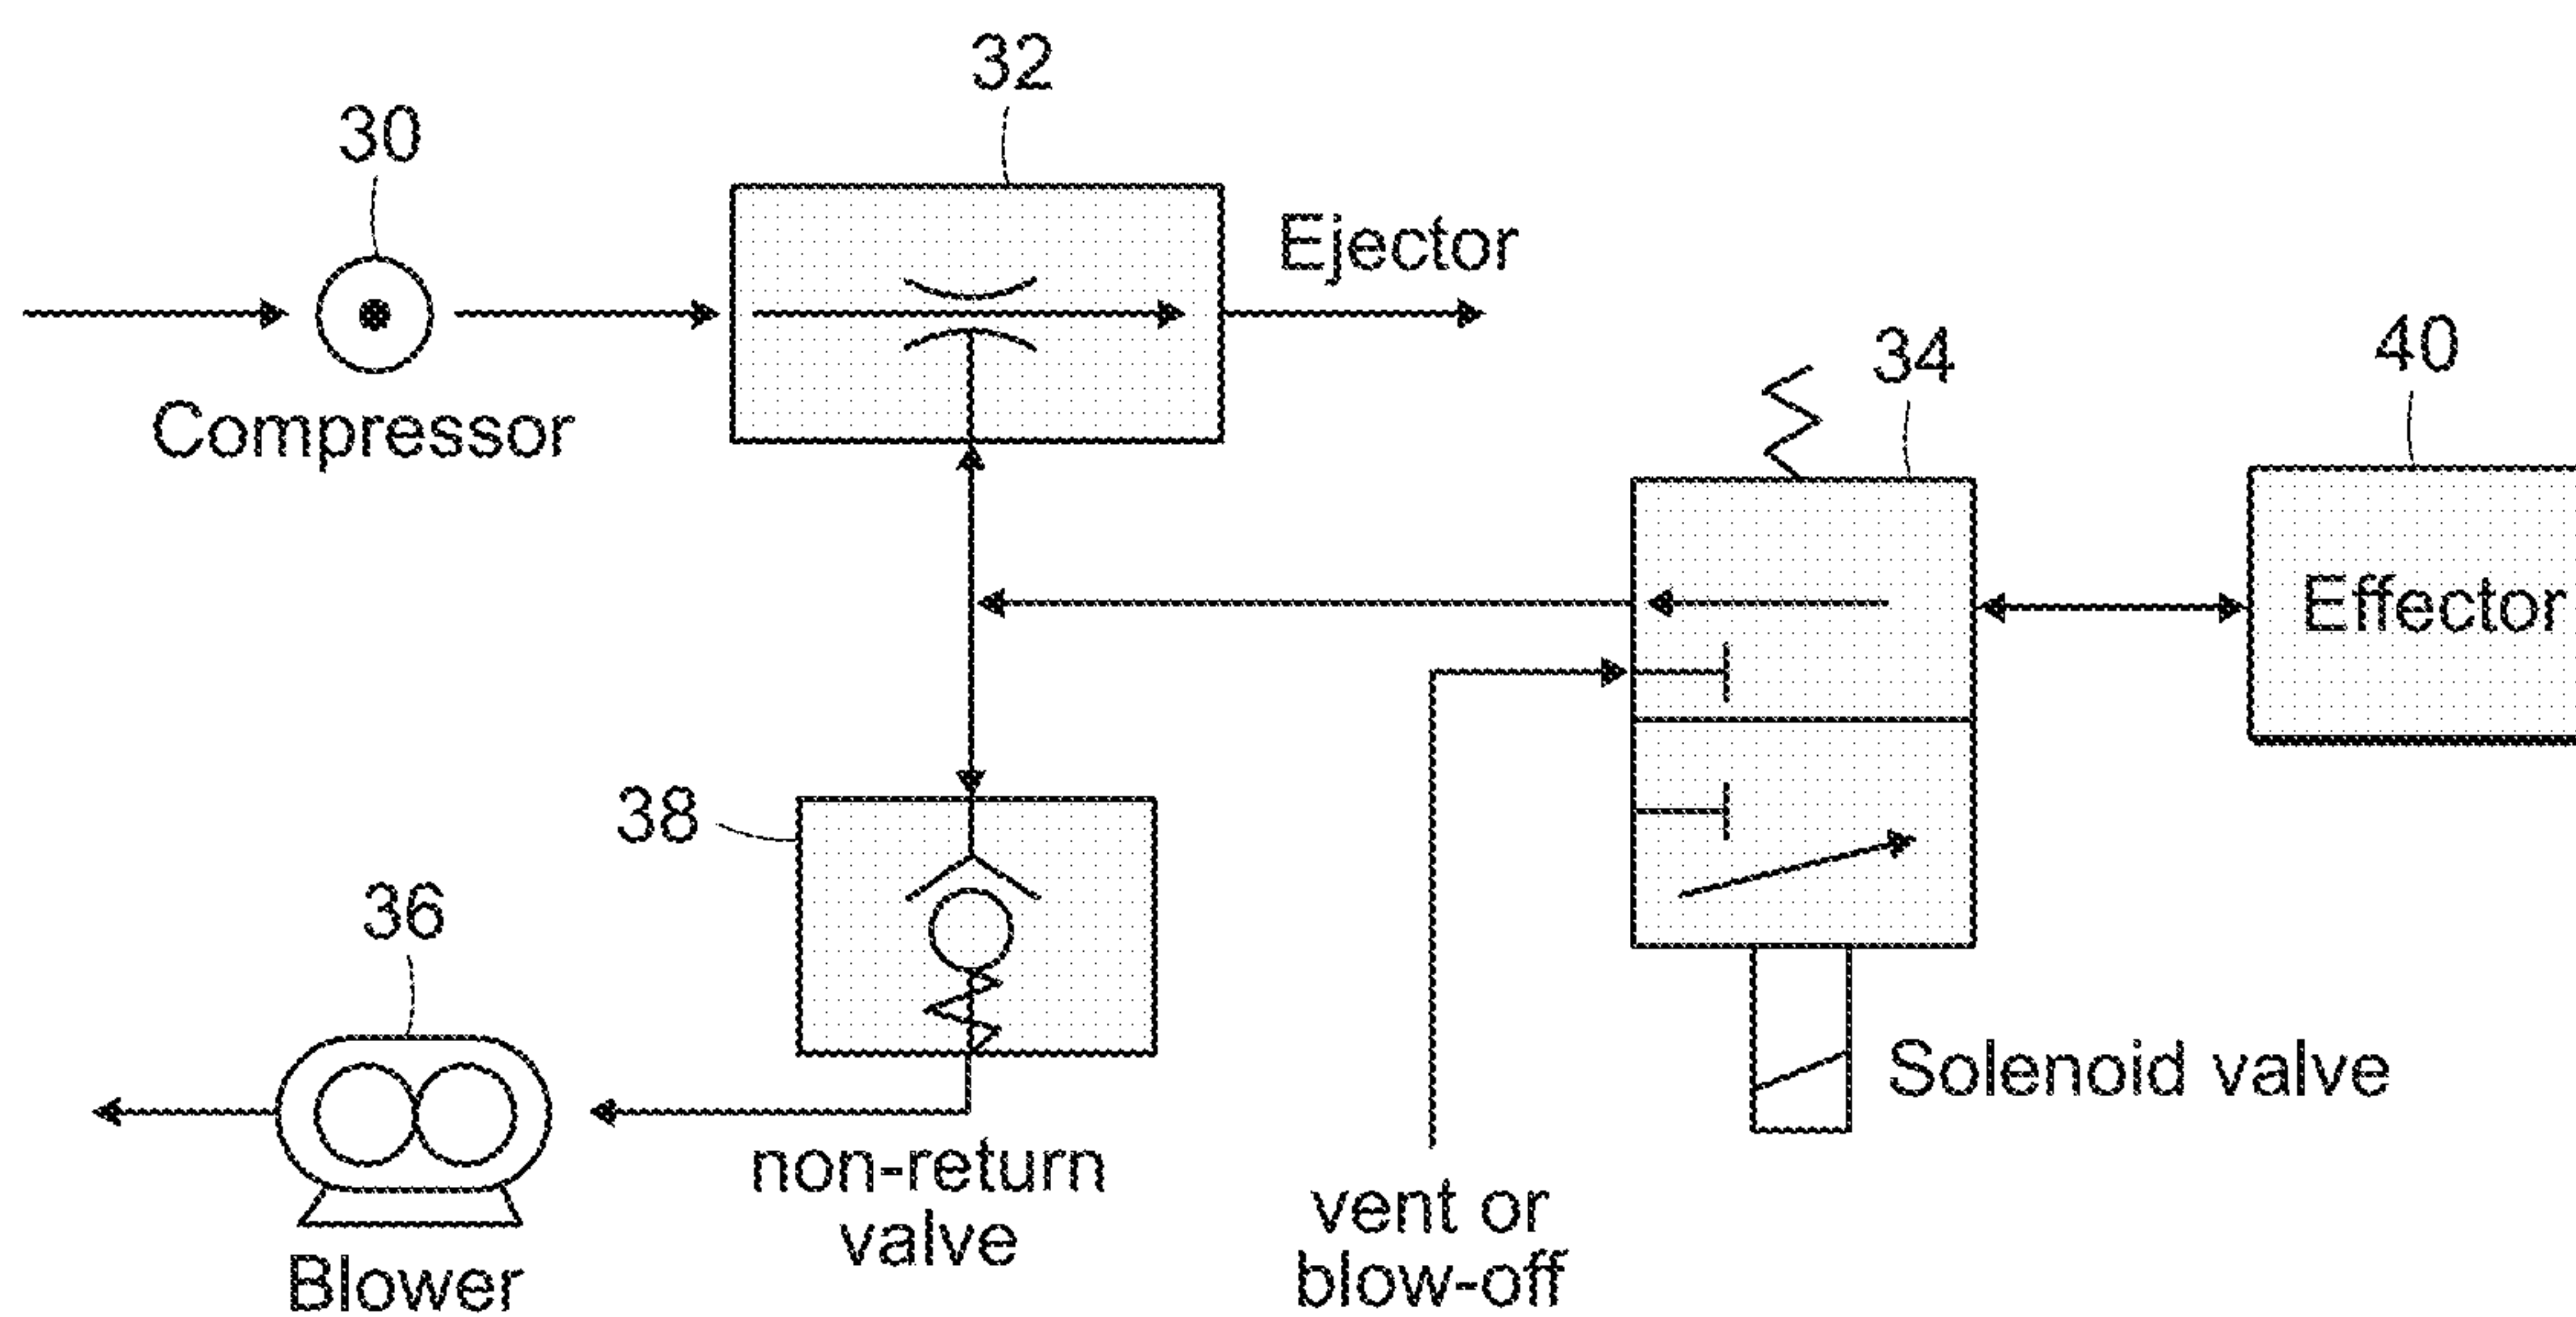 32
30
Ejector
34
40
Compressor
Effector
38
36
Solenoid valve
non-return
valve
vent or
blow-off
Blower